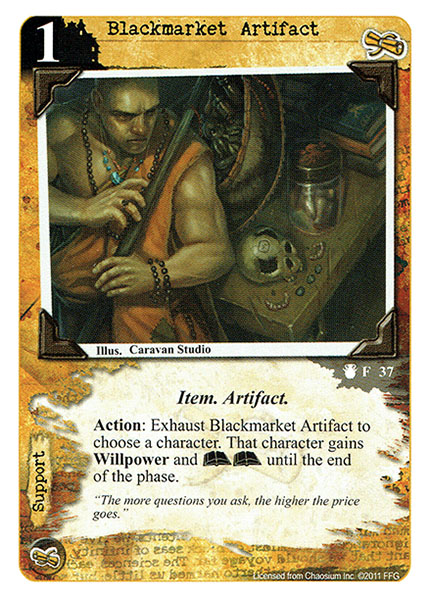 Blackmarket Artifact
1
Illus. Caravan Studio
F 37
Item. Artifact.
Action: Exhaust Blackmarket Artifact to
choose a character. That character gains
Willpower and until the end
of the phase.
“The more questions you ask, the higher the price
goes.”
Support
Licensed from Chaosium Inc. ©2011 FFG